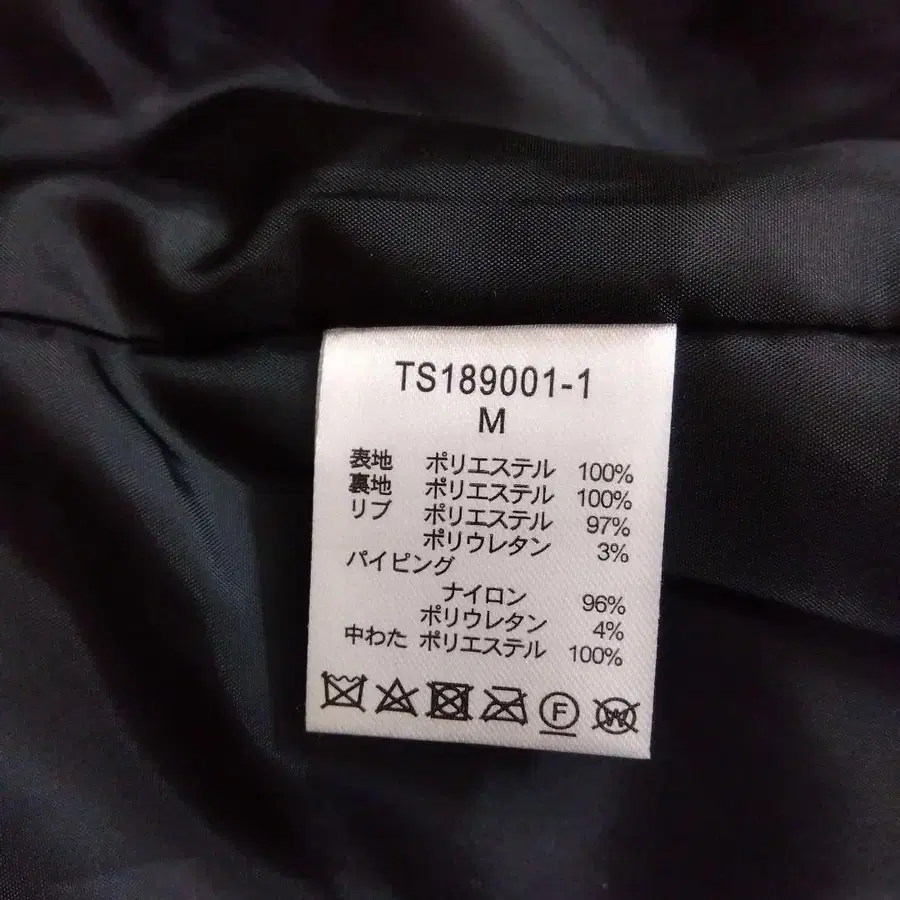 TS189001-1
M
表地 ポリエステル 100%
裏地 ポリエステル 100%
リブ ポリエステル 97%
ポリウレタン 3%
パイピング
ナイロン 96%
ポリウレタン 4%
中わた ポリエステル 100%
F W